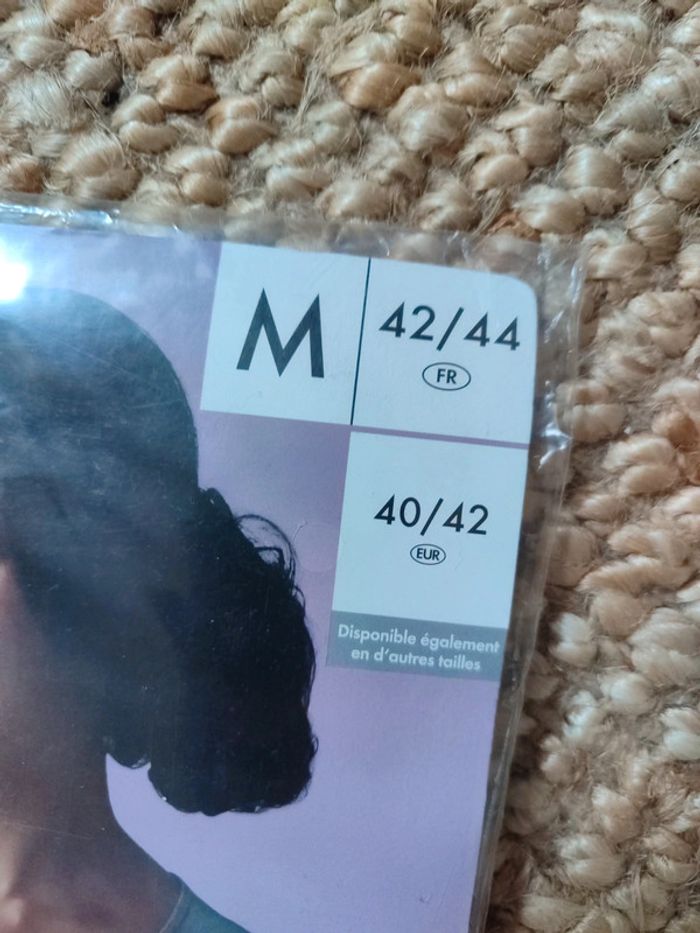 M
42/44
FR
40/42
EUR
Disponible également
en d'autres tailles